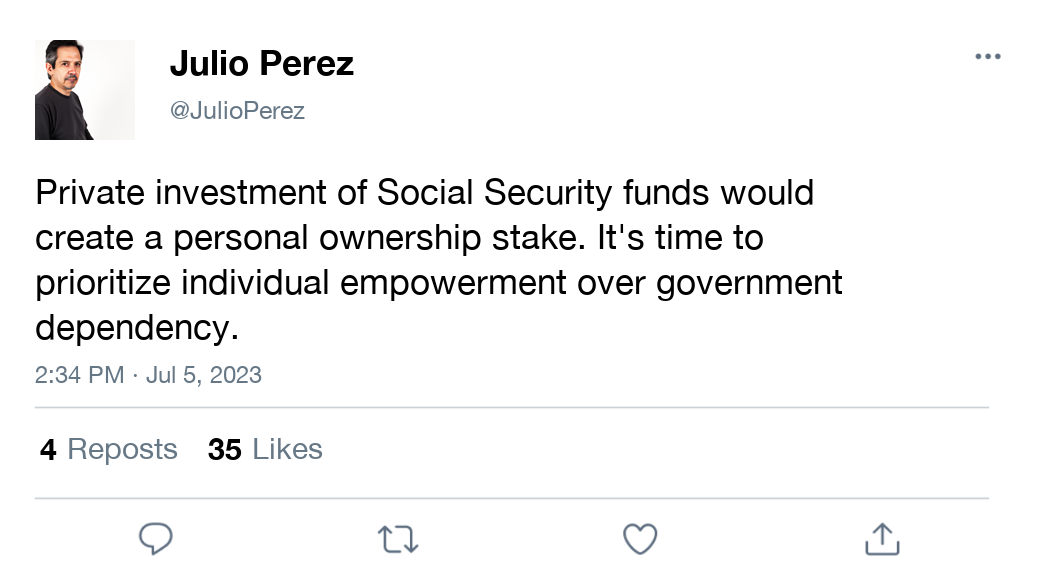 Julio Perez
@JulioPerez
Private investment of Social Security funds would
create a personal ownership stake. It's time to
prioritize individual empowerment over government
dependency.
2:34 PM · Jul 5, 2023
4 Reposts 35 Likes